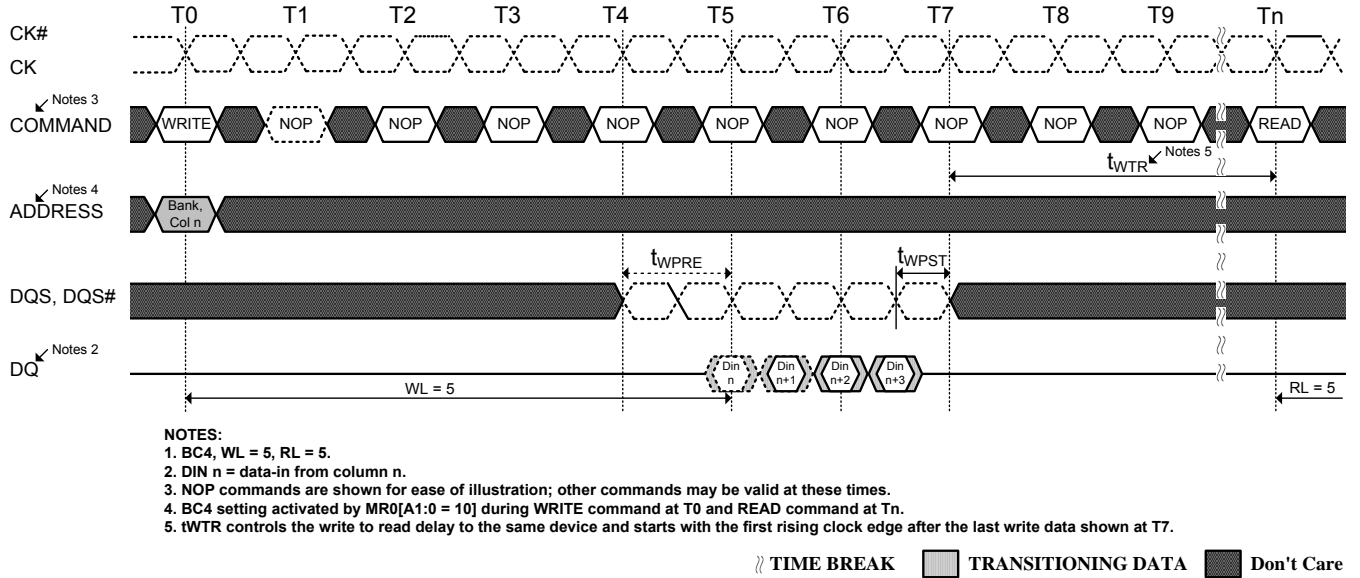 T0 T1 T2 T3 T4 T5 T6 T7 T8 T9 Tn
CK#
CK
Notes 3
COMMAND WRITE NOP NOP NOP NOP NOP NOP NOP NOP NOP READ
tWTR Notes 5
Notes 4
ADDRESS Bank,
Col n
tWPRE tWPST
DQS, DQS#
Notes 2
DQ Din Din Din Din
n n+1 n+2 n+3
WL = 5 RL = 5
NOTES:
1. BC4, WL = 5, RL = 5.
2. DIN n = data-in from column n.
3. NOP commands are shown for ease of illustration; other commands may be valid at these times.
4. BC4 setting activated by MR0[A1:0 = 10] during WRITE command at T0 and READ command at Tn.
5. tWTR controls the write to read delay to the same device and starts with the first rising clock edge after the last write data shown at T7.
TIME BREAK TRANSITIONING DATA Don't Care